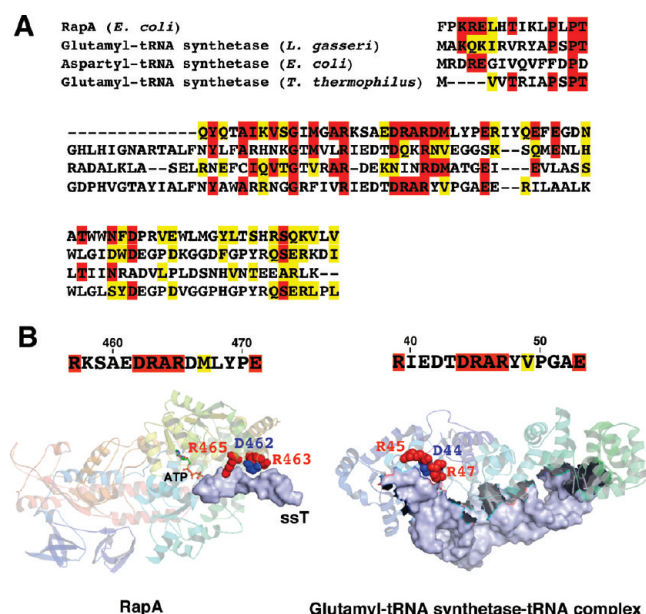 A
RapA (E. coli) FPKRELHTIKLPLPT
Glutamyl-tRNA synthetase (L. gasseri) MAKQKIRVRYAPSPT
Aspartyl-tRNA synthetase (E. coli) MRDREGIVQVFFDPD
Glutamyl-tRNA synthetase (T. thermophilus) M----VVTRIAPSPT
-------------QYQTAIKVSGIMGARKSAEDRARDMLYPERIYQEFEGDN
GHLHIGNARTALFNYLFARHNKGTMVLRIEDTDQKRNVEGGSK--SQMENLH
RADALKLA--SELRNEFCIQVTGTVRAR-DEKNINRDMATGEI---EVLASS
GDPHVGTAYIALFNYAWARRNGGRFIVRIEDTDRARYVPGAEE--RILAALK
ATWWNFDPRVEWLMGYLTSHRSQKVLV
WLGIDWDEGPDKGGDFGPYRQSERKDI
LTIINRADVLPLDSNHVNTEEARLK--
WLGLSYDEGPDVGGPHGPYRQSERLPL
B
460 470
RKSAEDRARDMLYPE
40 50
RIEDTDRARYVPGAE
R465 D462 R463
ATP
ssT
R45 D44
R47
RapA
Glutamyl-tRNA synthetase-tRNA complex